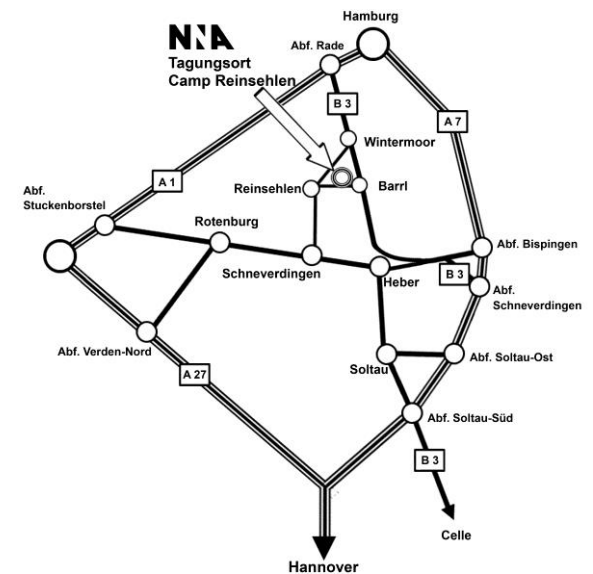 Hamburg
NNA
Abf. Rade
Tagungsort
Camp Reinsehlen
B 3
A 7
Wintermoor
A 1
Reinsehlen
Barrl
Abf.
Stuckenborstel
Rotenburg
Abf. Bispingen
Schneverdingen
Heber
B 3
Abf.
Schneverdingen
Abf. Verden-Nord
Soltau
Abf. Soltau-Ost
A 27
Abf. Soltau-Süd
B 3
Celle
Hannover